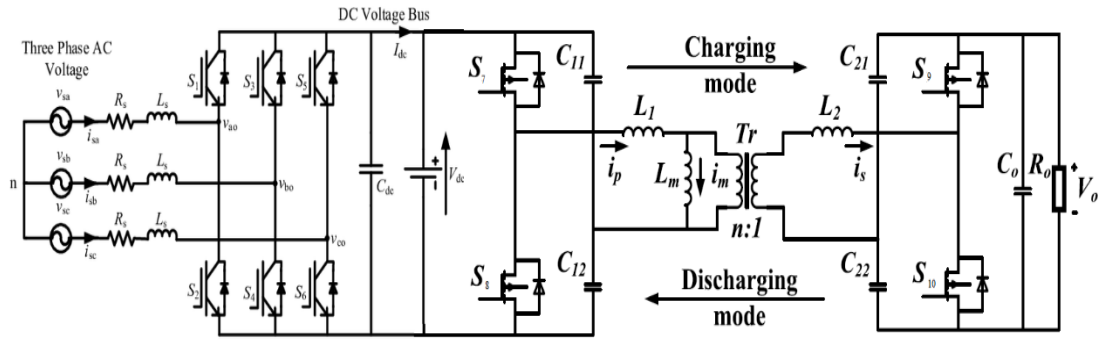 DC Voltage Bus
Three Phase AC
Voltage
I_dc
S_1
S_3
S_5
v_sa
R_s
L_s
i_sa
v_ao
v_sb
R_s
L_s
n
i_sb
v_bo
v_sc
R_s
L_s
i_sc
v_co
S_2
S_4
S_6
C_dc
+
-
V_dc
S_7
C_11
Charging
mode
L_1
i_p
L_m
i_m
Tr
n:1
L_2
i_s
C_12
S_8
Discharging
mode
C_21
S_9
C_22
S_10
C_o
R_o
+
V_o
-